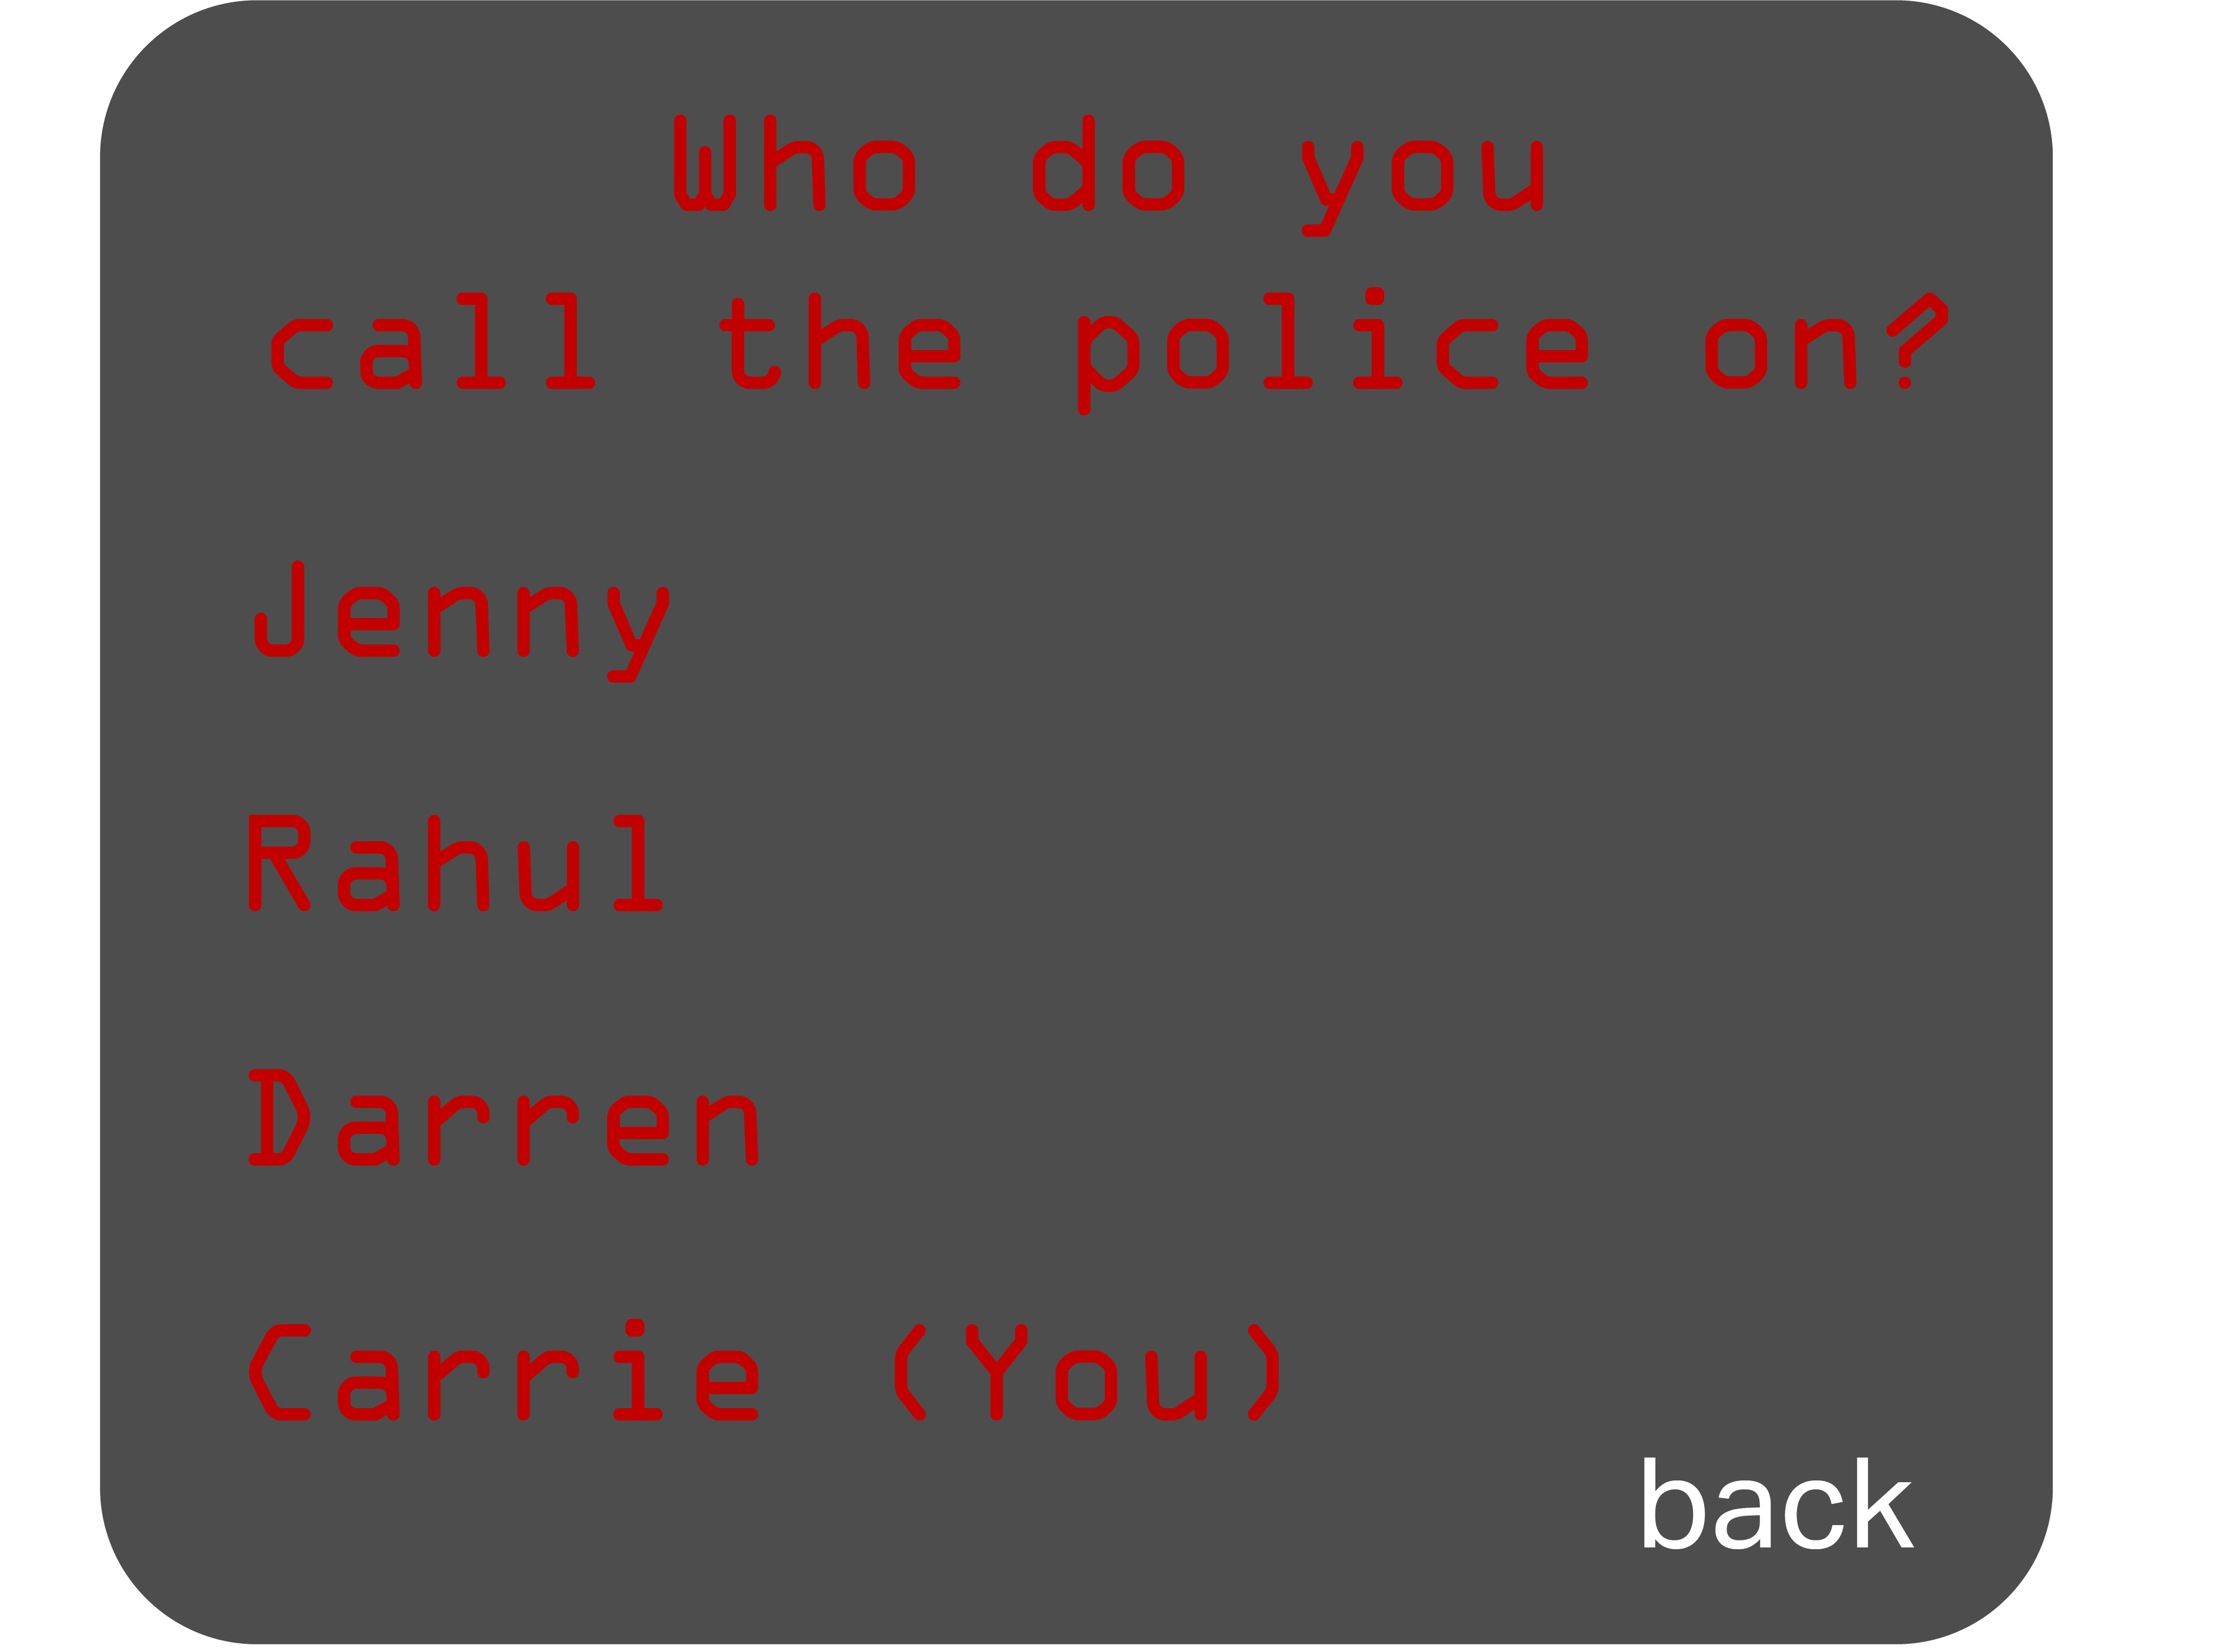 Who do you
call the police on?
Jenny
Rahul
Darren
Carrie (You)
back